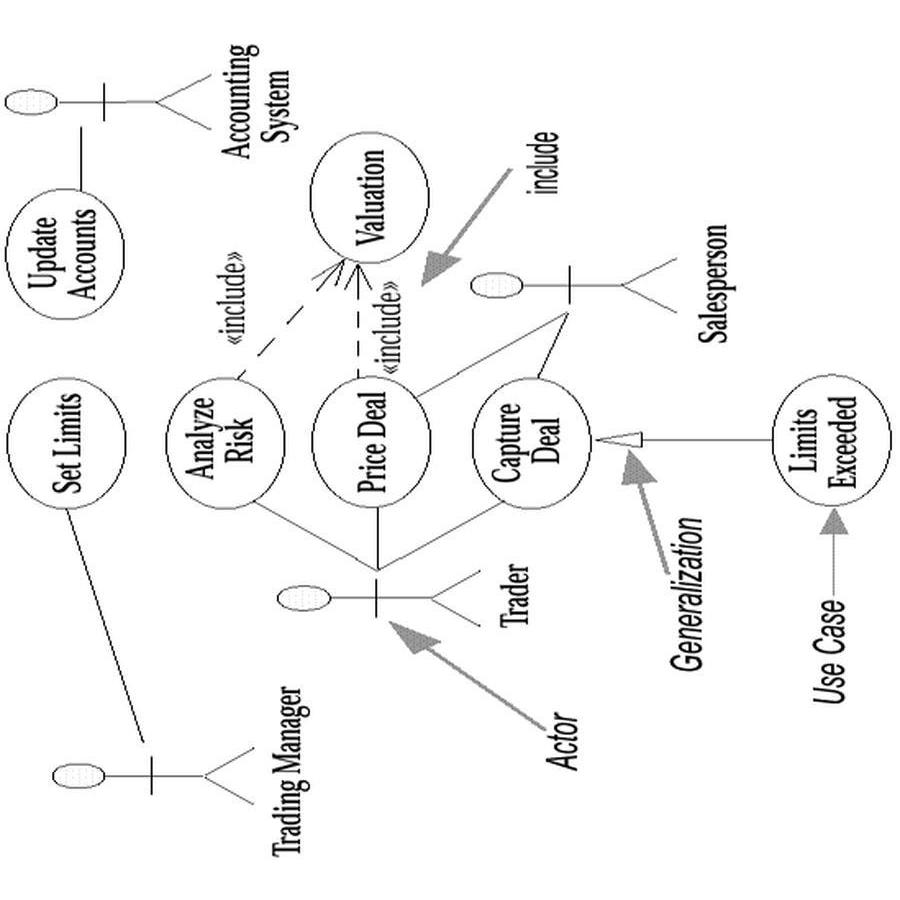 Set Limits
Update
Accounts
Analyze
Risk
«include»
Accounting
System
Trading Manager
Price Deal
Valuation
«include»
Trader
Capture
Deal
include
Actor
Generalization
Salesperson
Limits
Exceeded
Use Case